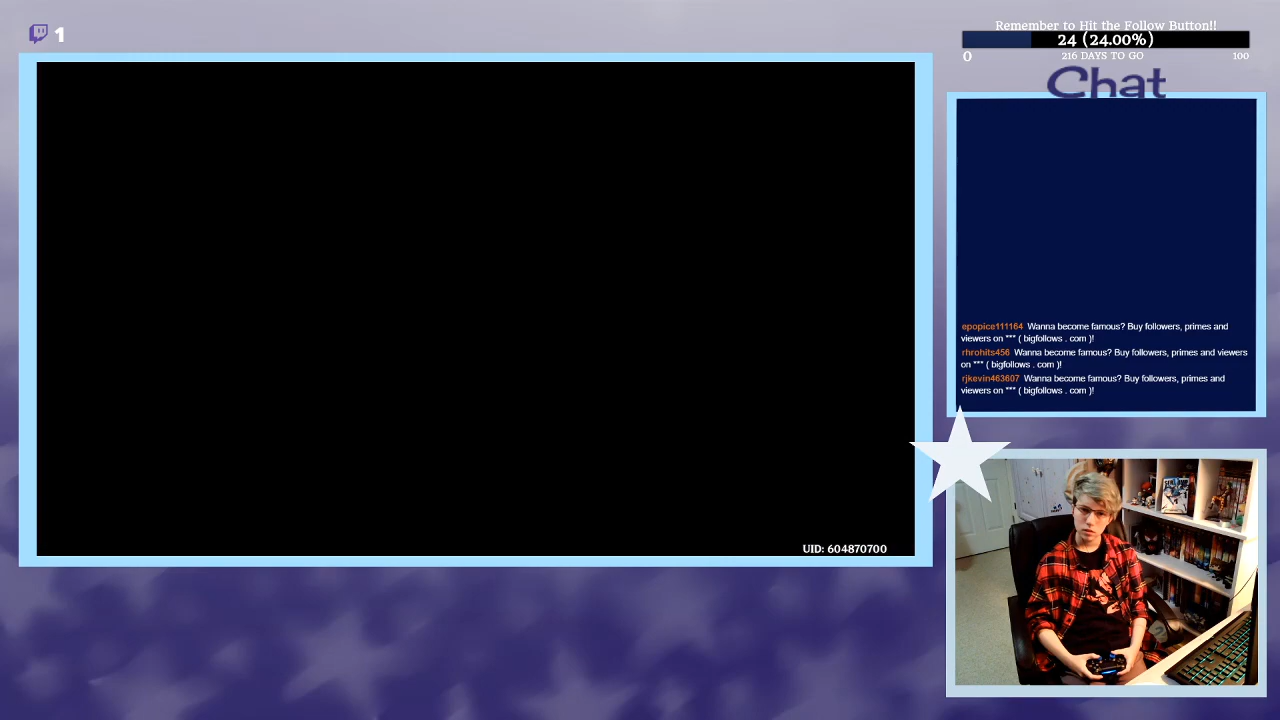 1
Remember to Hit the Follow Button!!
24 (24.00%)
0
216 DAYS TO GO
100
Chat
epopice111164 Wanna become famous? Buy followers, primes and
viewers on *** ( bigfollows . com )!
rhrohits456 Wanna become famous? Buy followers, primes and viewers
on *** ( bigfollows . com )!
rjkevin463607 Wanna become famous? Buy followers, primes and
viewers on *** ( bigfollows . com )!
UID: 604870700